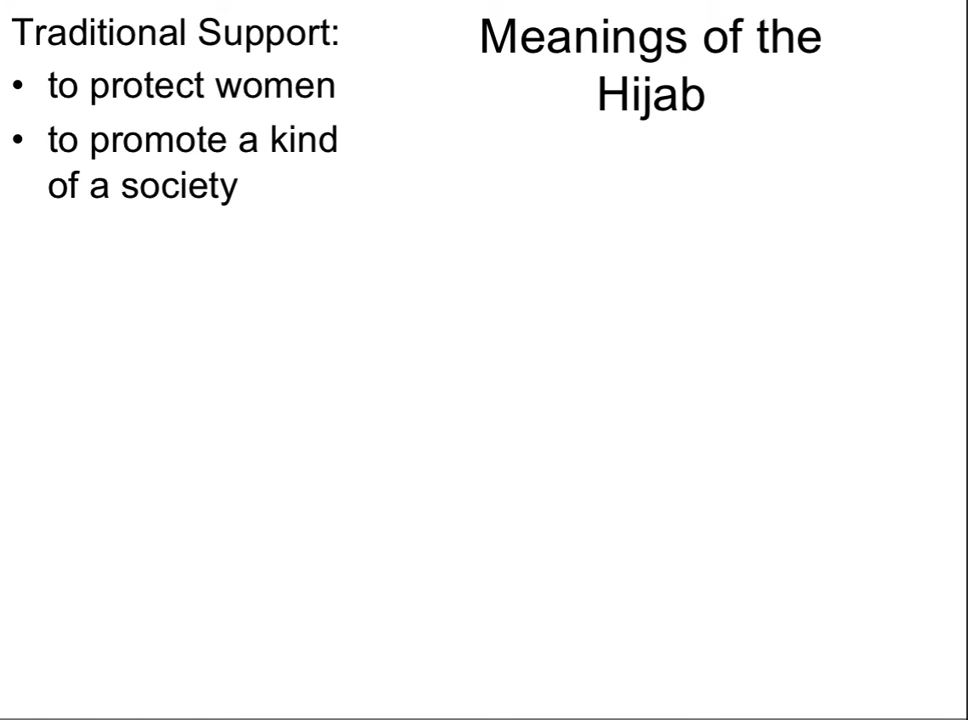 Traditional Support:
• to protect women
• to promote a kind
of a society
Meanings of the
Hijab